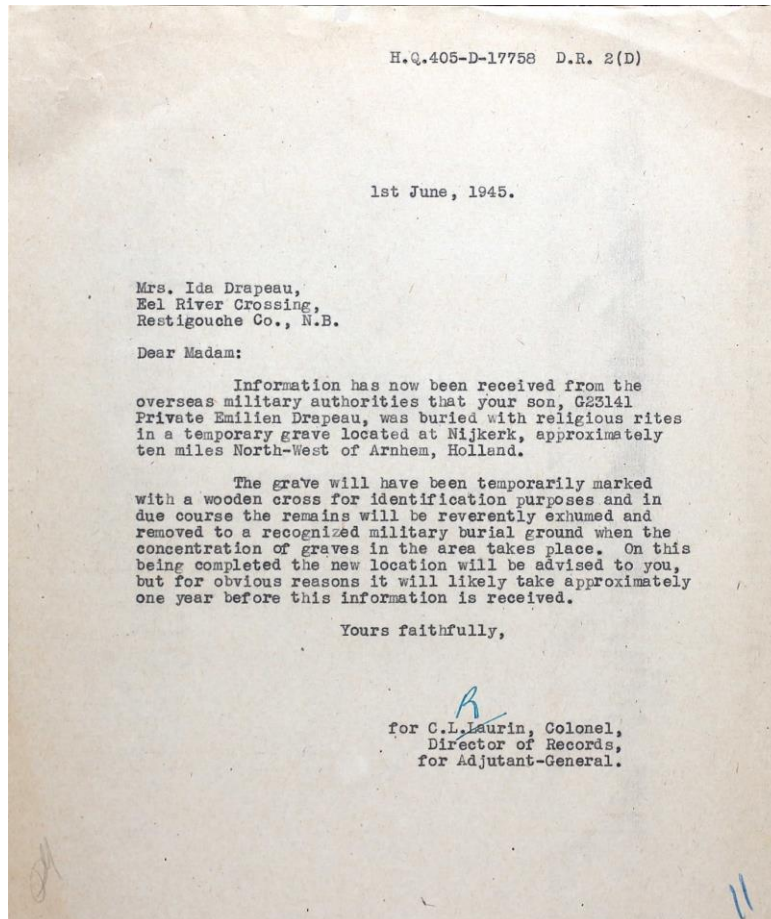 H.Q.405-D-17758 D.R. 2(D)
1st June, 1945.
Mrs. Ida Drapeau,
Eel River Crossing,
Restigouche Co., N.B.
Dear Madam:
Information has now been received from the
overseas military authorities that your son, G23141
Private Emilien Drapeau, was buried with religious rites
in a temporary grave located at Nijkerk, approximately
ten miles North-West of Arnhem, Holland.
The grave will have been temporarily marked
with a wooden cross for identification purposes and in
due course the remains will be reverently exhumed and
removed to a recognized military burial ground when the
concentration of graves in the area takes place. On this
being completed the new location will be advised to you,
but for obvious reasons it will likely take approximately
one year before this information is received.
Yours faithfully,
R
for C.L.Laurin, Colonel,
Director of Records,
for Adjutant-General.
11